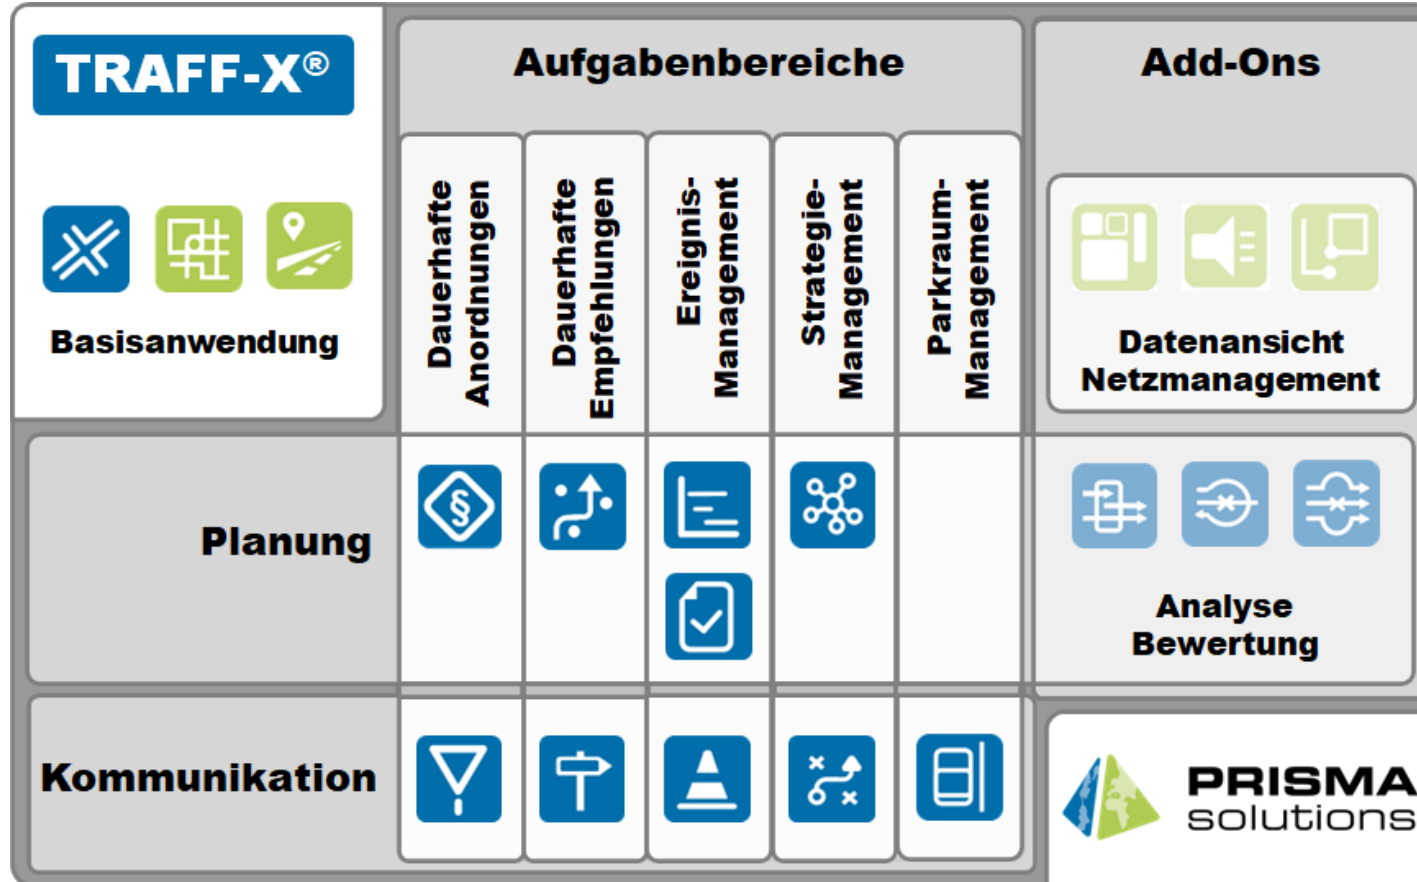 TRAFF-X®
Basisanwendung
Aufgabenbereiche
Dauerhafte
Anordnungen
Dauerhafte
Empfehlungen
Ereignis-
Management
Strategie-
Management
Parkraum-
Management
Add-Ons
Datenansicht
Netzmanagement
Planung
§
Analyse
Bewertung
Kommunikation
PRISMA
solutions